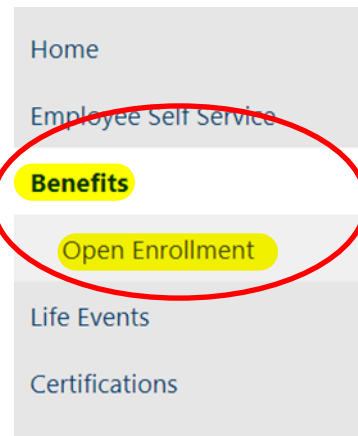 Home
Employee Self Service
Benefits
Open Enrollment
Life Events
Certifications